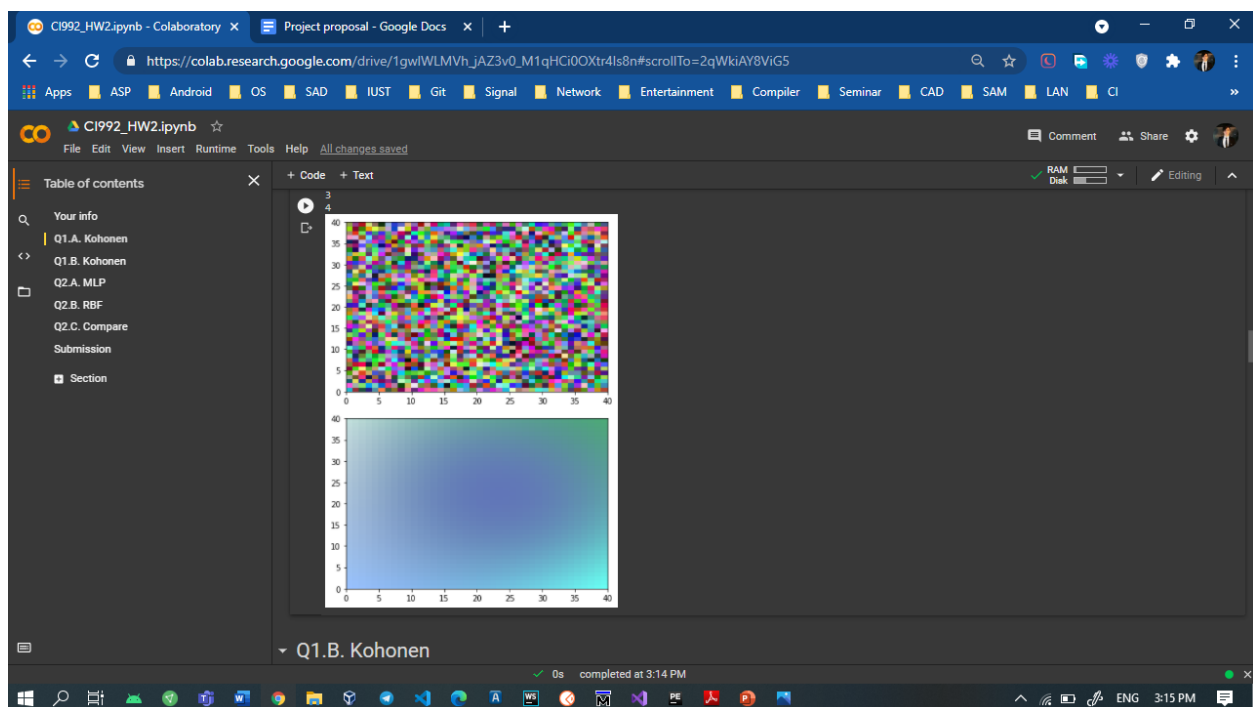 CI992_HW2.ipynb - Colaboratory
Project proposal - Google Docs
https://colab.research.google.com/drive/1gwIWLMVh_jAZ3v0_M1qHCi0OXtr4Is8n#scrollTo=2qWkiAY8ViG5
Apps ASP Android OS SAD IUST Git Signal Network Entertainment Compiler Seminar CAD SAM LAN CI »
CI992_HW2.ipynb
Comment Share
File Edit View Insert Runtime Tools Help All changes saved
Table of contents
+ Code + Text
RAM
Disk
Editing
Your info
Q1.A. Kohonen
Q1.B. Kohonen
Q2.A. MLP
Q2.B. RBF
Q2.C. Compare
Submission
Section
3
4
40
35
30
25
20
15
10
5
0
0 5 10 15 20 25 30 35 40
40
35
30
25
20
15
10
5
0
0 5 10 15 20 25 30 35 40
Q1.B. Kohonen
0s completed at 3:14 PM
ENG 3:15 PM